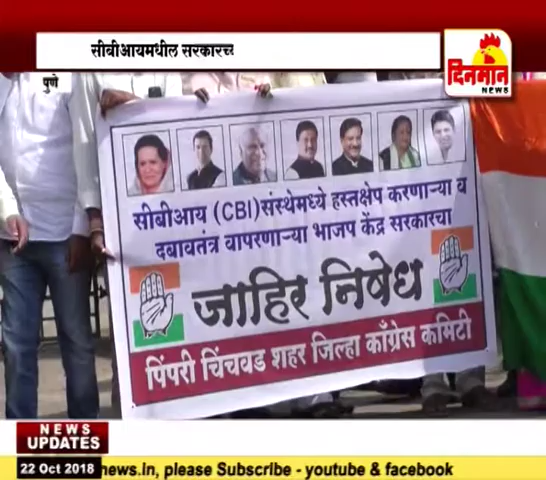 सीबीआयमधील सरकारच्य
दिनमान
NEWS
पुणे
सीबीआय (CBI) संस्थेमध्ये हस्तक्षेप करणाऱ्या व
दबावतंत्र वापरणाऱ्या भाजप केंद्र सरकारचा
जाहिर निषेध
पिंपरी चिंचवड शहर जिल्हा काँग्रेस कमिटी
NEWS
UPDATES
22 Oct 2018
news.in, please Subscribe - youtube & facebook